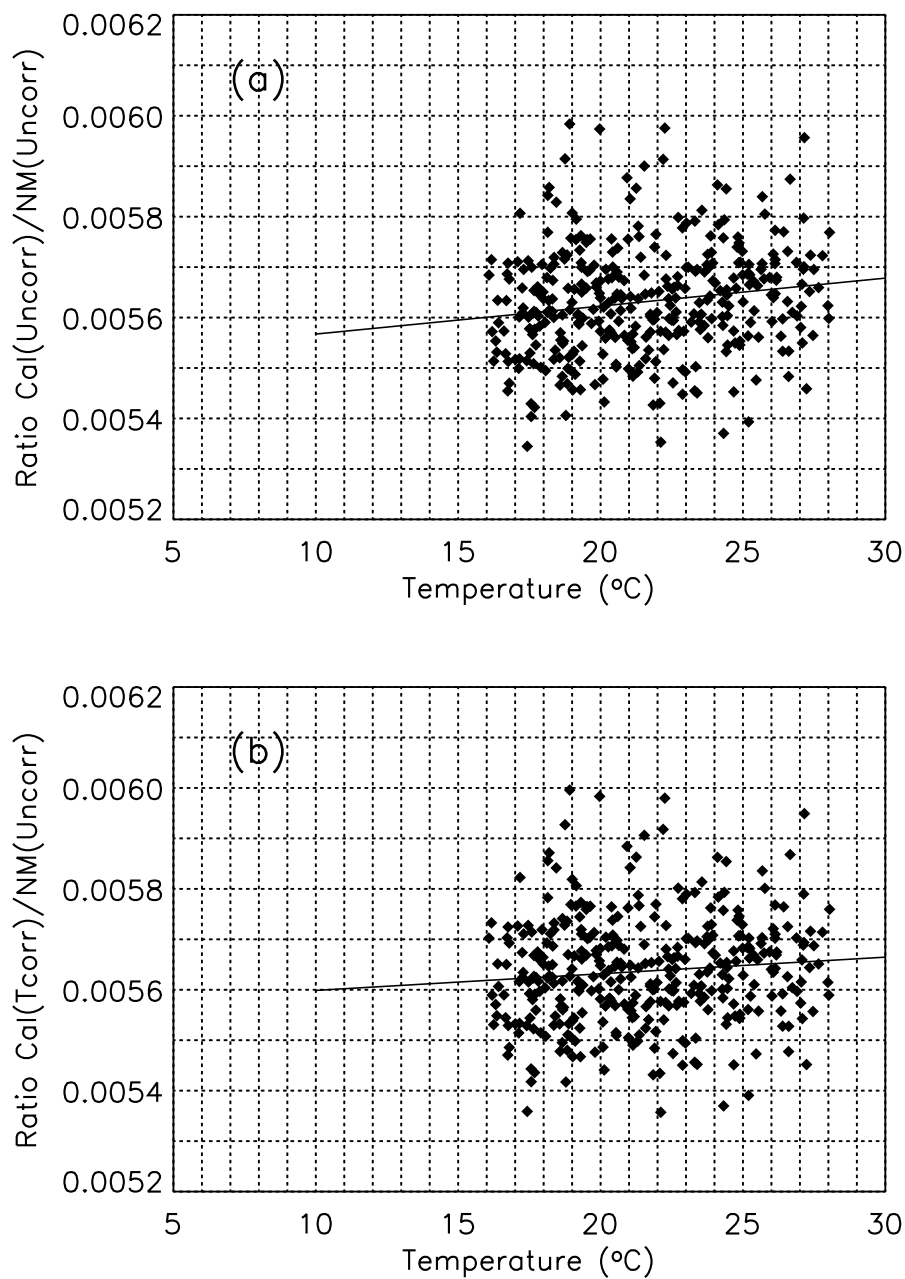 0.0062
(a)
0.0060
0.0058
0.0056
0.0054
0.0052
Ratio Cal(Uncorr)/NM(Uncorr)
5 10 15 20 25 30
Temperature (°C)
0.0062
(b)
0.0060
0.0058
0.0056
0.0054
0.0052
Ratio Cal(Tcorr)/NM(Uncorr)
5 10 15 20 25 30
Temperature (°C)